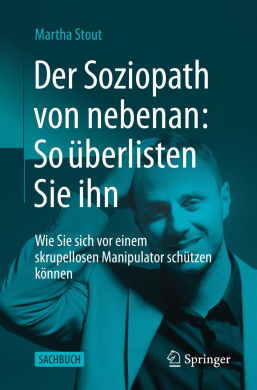 Martha Stout
Der Soziopath
von nebenan:
So überlisten
Sie ihn
Wie Sie sich vor einem
skrupellosen Manipulator schützen
können
SACHBUCH
Springer